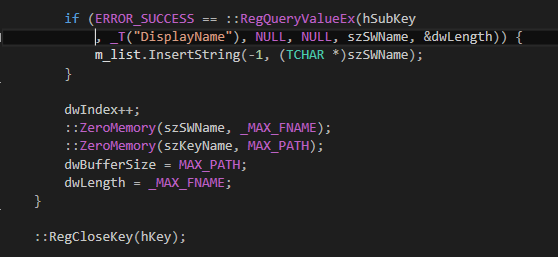 if (ERROR_SUCCESS == ::RegQueryValueEx(hSubKey
, _T("DisplayName"), NULL, NULL, szSWName, &dwLength)) {
m_list.InsertString(-1, (TCHAR *)szSWName);
}
dwIndex++;
::ZeroMemory(szSWName, _MAX_FNAME);
::ZeroMemory(szKeyName, MAX_PATH);
dwBufferSize = MAX_PATH;
dwLength = _MAX_FNAME;
}
::RegCloseKey(hKey);